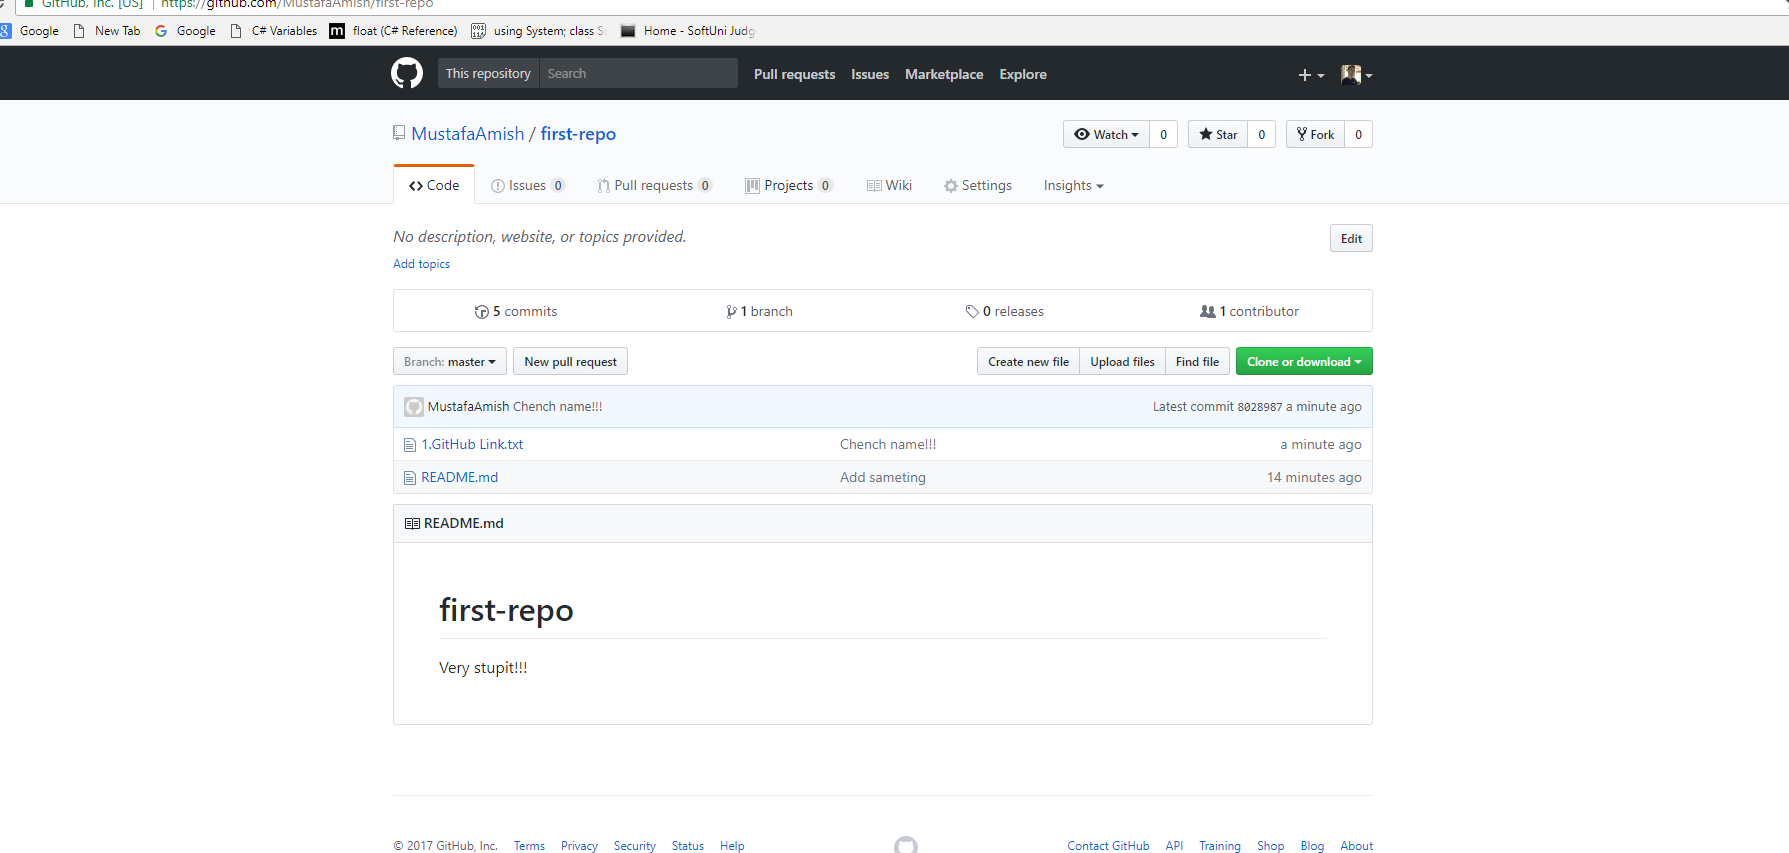 GitHub, Inc. [US] | https://github.com/MustafaAmish/first-repo
Google New Tab Google C# Variables float (C# Reference) using System; class Home - SoftUni Judg
This repository Search Pull requests Issues Marketplace Explore
MustafaAmish / first-repo Watch 0 Star 0 Fork 0
Code Issues 0 Pull requests 0 Projects 0 Wiki Settings Insights
No description, website, or topics provided. Edit
Add topics
5 commits 1 branch 0 releases 1 contributor
Branch: master New pull request Create new file Upload files Find file Clone or download
MustafaAmish Chench name!!! Latest commit 8028987 a minute ago
1.GitHub Link.txt Chench name!!! a minute ago
README.md Add sameting 14 minutes ago
README.md
first-repo
Very stupit!!!
© 2017 GitHub, Inc. Terms Privacy Security Status Help Contact GitHub API Training Shop Blog About